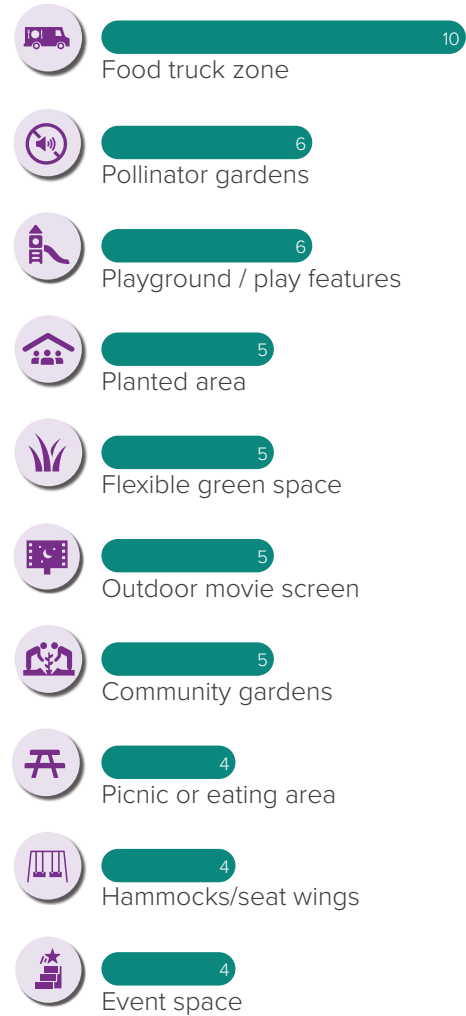 10
Food truck zone
6
Pollinator gardens
6
Playground / play features
5
Planted area
5
Flexible green space
5
Outdoor movie screen
5
Community gardens
4
Picnic or eating area
4
Hammocks/seat wings
4
Event space